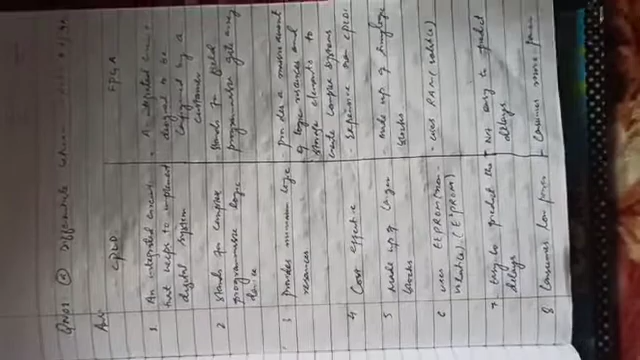 Q No1 a) Differentiate between
Ans
CPLD FPGA
1 An integrated circuit
that helps to implement
digital system
- A integrated circuit
designed to be
configured by a
customer
2 stands for complex
programmable logic
device
stands for field
programmable gate array
3 provides minimum logic
resources
- provides a maximum amount
of logic resources and
storage elements to
create complex systems
4 Cost effective
- expensive than CPLD.
5 Made up of larger
blocks
- made up of
blocks
6 uses EEPROM (non-
volatile) (EEPROM)
- uses RAM (volatile)
7 easy to predict the
delays
- Not easy to predict
delays
8 Consumes low power
- Consumes more power